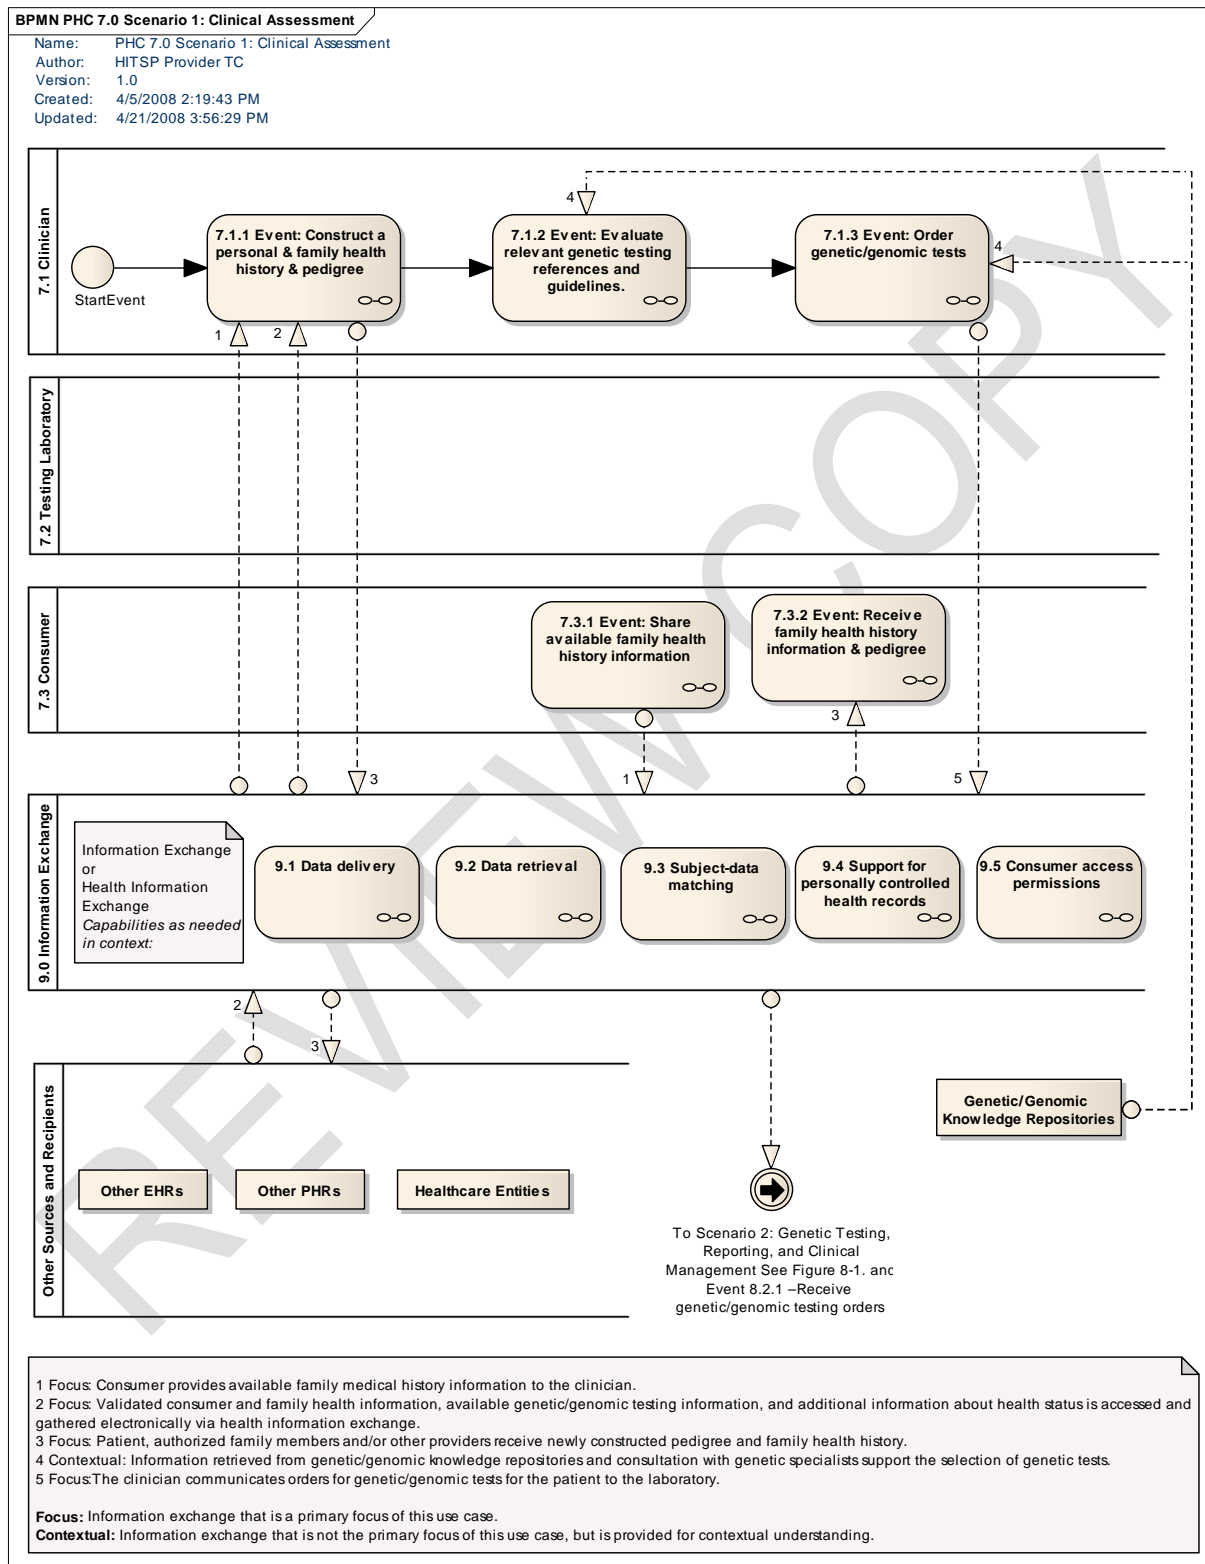 BPMN PHC 7.0 Scenario 1: Clinical Assessment
Name: PHC 7.0 Scenario 1: Clinical Assessment
Author: HITSP Provider TC
Version: 1.0
Created: 4/5/2008 2:19:43 PM
Updated: 4/21/2008 3:56:29 PM
7.1 Clinician
StartEvent
7.1.1 Event: Construct a
personal & family health
history & pedigree
7.1.2 Event: Evaluate
relevant genetic testing
references and
guidelines.
7.1.3 Event: Order
genetic/genomic tests
4
4
1
2
7.2 Testing Laboratory
7.3 Consumer
7.3.1 Event: Share
available family health
history information
7.3.2 Event: Receive
family health history
information & pedigree
3
3
1
5
9.0 Information Exchange
Information Exchange
or
Health Information
Exchange
Capabilities as needed
in context:
9.1 Data delivery
9.2 Data retrieval
9.3 Subject-data
matching
9.4 Support for
personally controlled
health records
9.5 Consumer access
permissions
2
3
Other Sources and Recipients
Other EHRs
Other PHRs
Healthcare Entities
Genetic/Genomic
Knowledge Repositories
To Scenario 2: Genetic Testing,
Reporting, and Clinical
Management See Figure 8-1. and
Event 8.2.1 –Receive
genetic/genomic testing orders
REVIEW COPY
1 Focus: Consumer provides available family medical history information to the clinician.
2 Focus: Validated consumer and family health information, available genetic/genomic testing information, and additional information about health status is accessed and
gathered electronically via health information exchange.
3 Focus: Patient, authorized family members and/or other providers receive newly constructed pedigree and family health history.
4 Contextual: Information retrieved from genetic/genomic knowledge repositories and consultation with genetic specialists support the selection of genetic tests.
5 Focus:The clinician communicates orders for genetic/genomic tests for the patient to the laboratory.
Focus: Information exchange that is a primary focus of this use case.
Contextual: Information exchange that is not the primary focus of this use case, but is provided for contextual understanding.